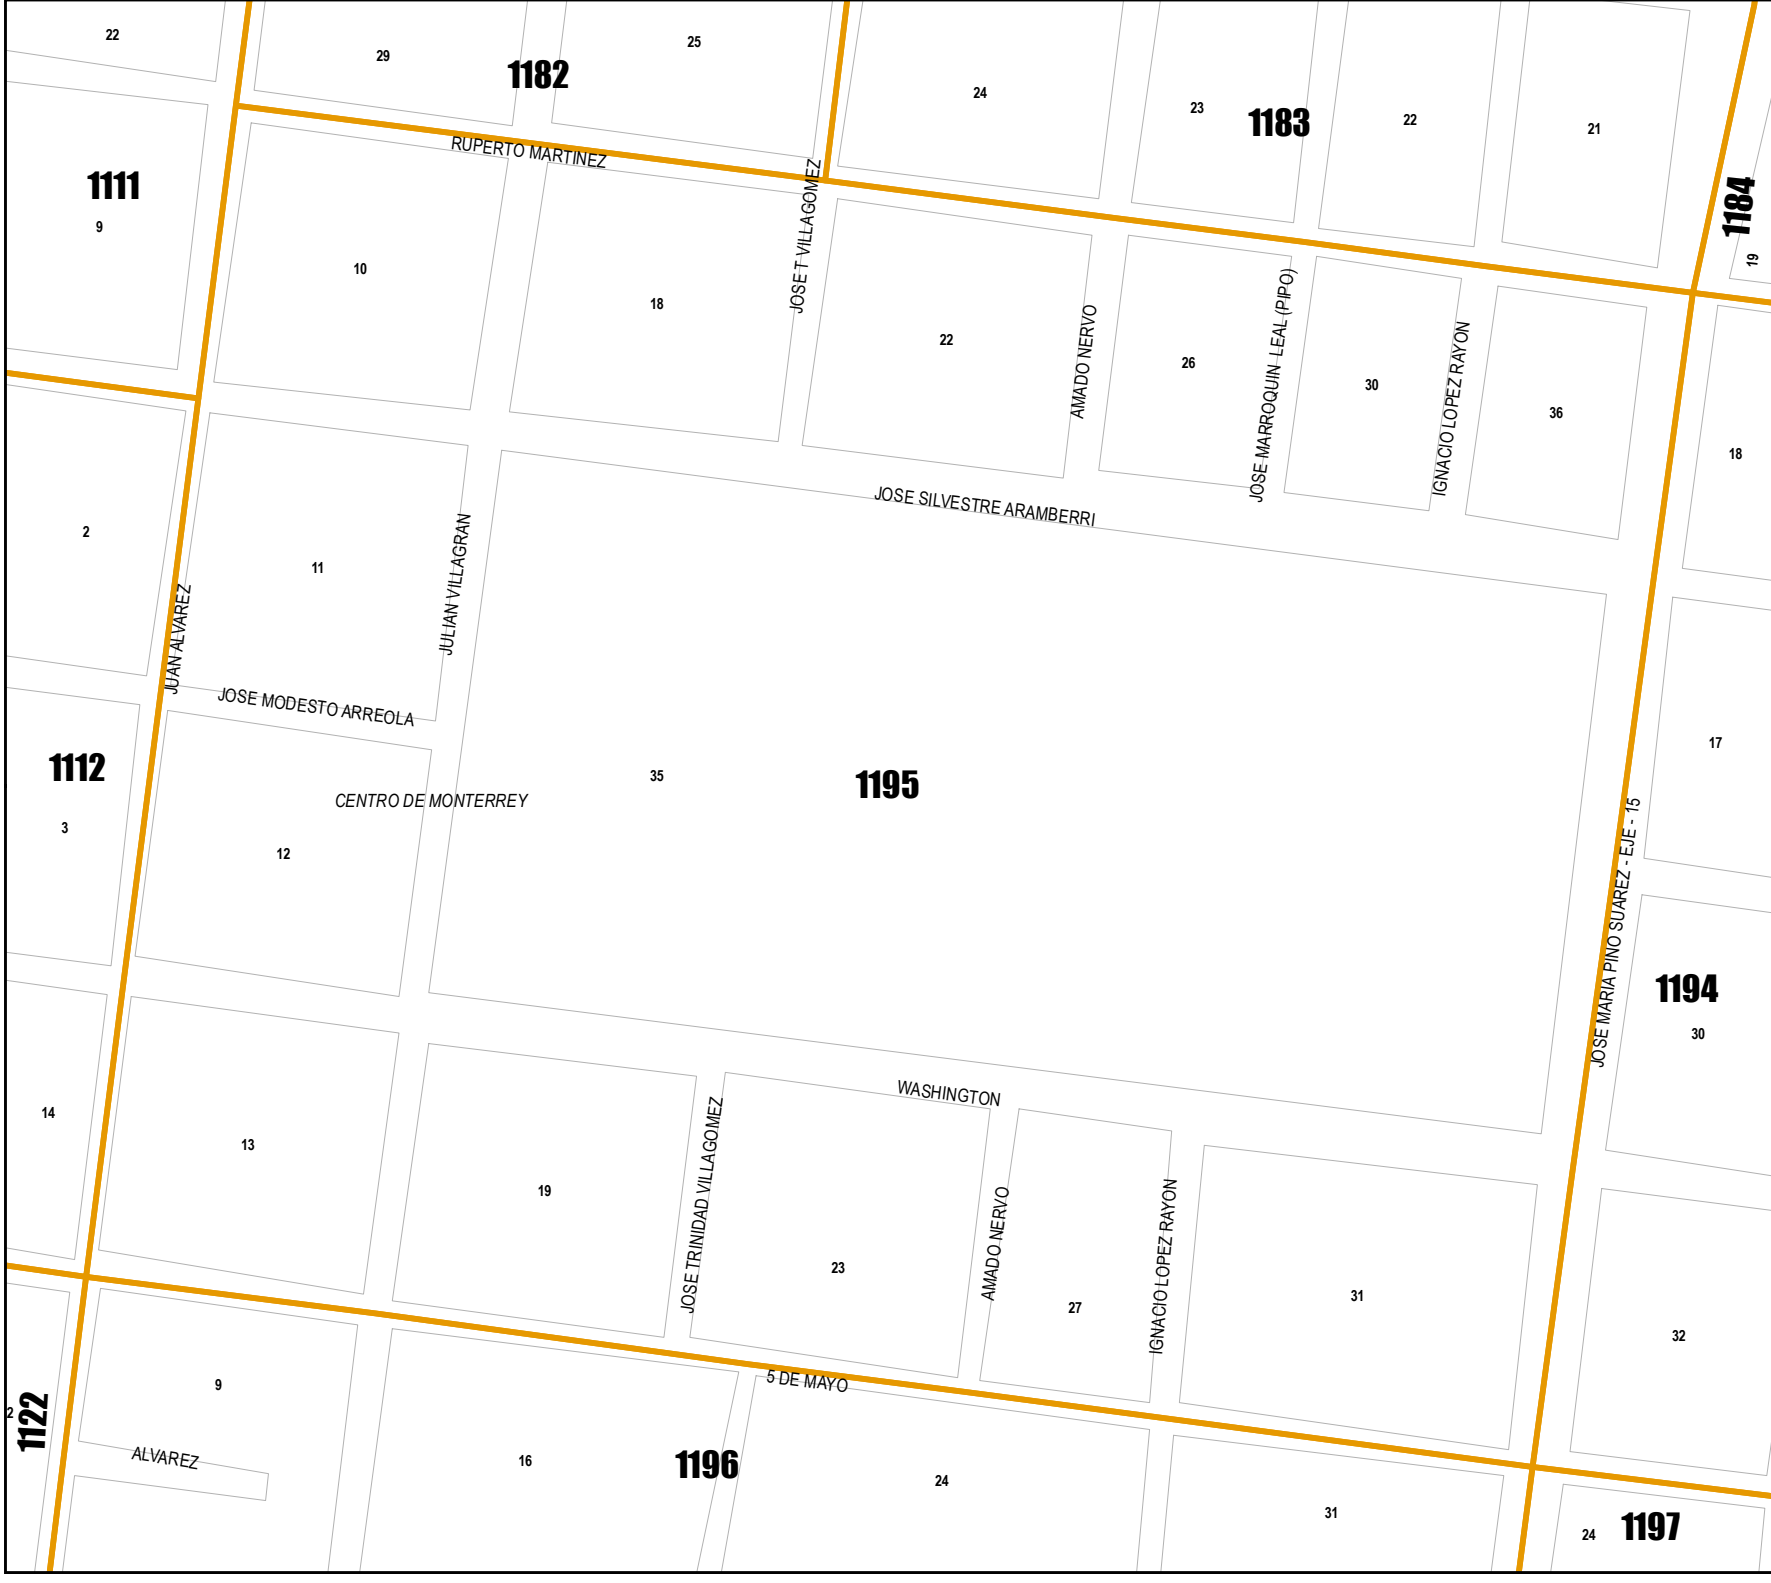 22
29
25
1182
24
23
1183
22
21
RUPERTO MARTINEZ
1111
9
1184
19
10
18
JOSE T VILLAGOMEZ
22
AMADO NERVO
26
JOSE MARROQUIN LEAL (PIPO)
30
IGNACIO LOPEZ RAYON
36
18
JOSE SILVESTRE ARAMBERRI
2
11
JULIAN VILLAGRAN
JUAN ALVAREZ
JOSE MODESTO ARREOLA
17
1112
35
1195
CENTRO DE MONTERREY
3
12
JOSE MARIA PINO SUAREZ - EJE - 15
1194
30
WASHINGTON
14
13
19
JOSE TRINIDAD VILLAGOMEZ
23
AMADO NERVO
27
IGNACIO LOPEZ RAYON
31
32
5 DE MAYO
9
2
1122
ALVAREZ
16
1196
24
31
24
1197